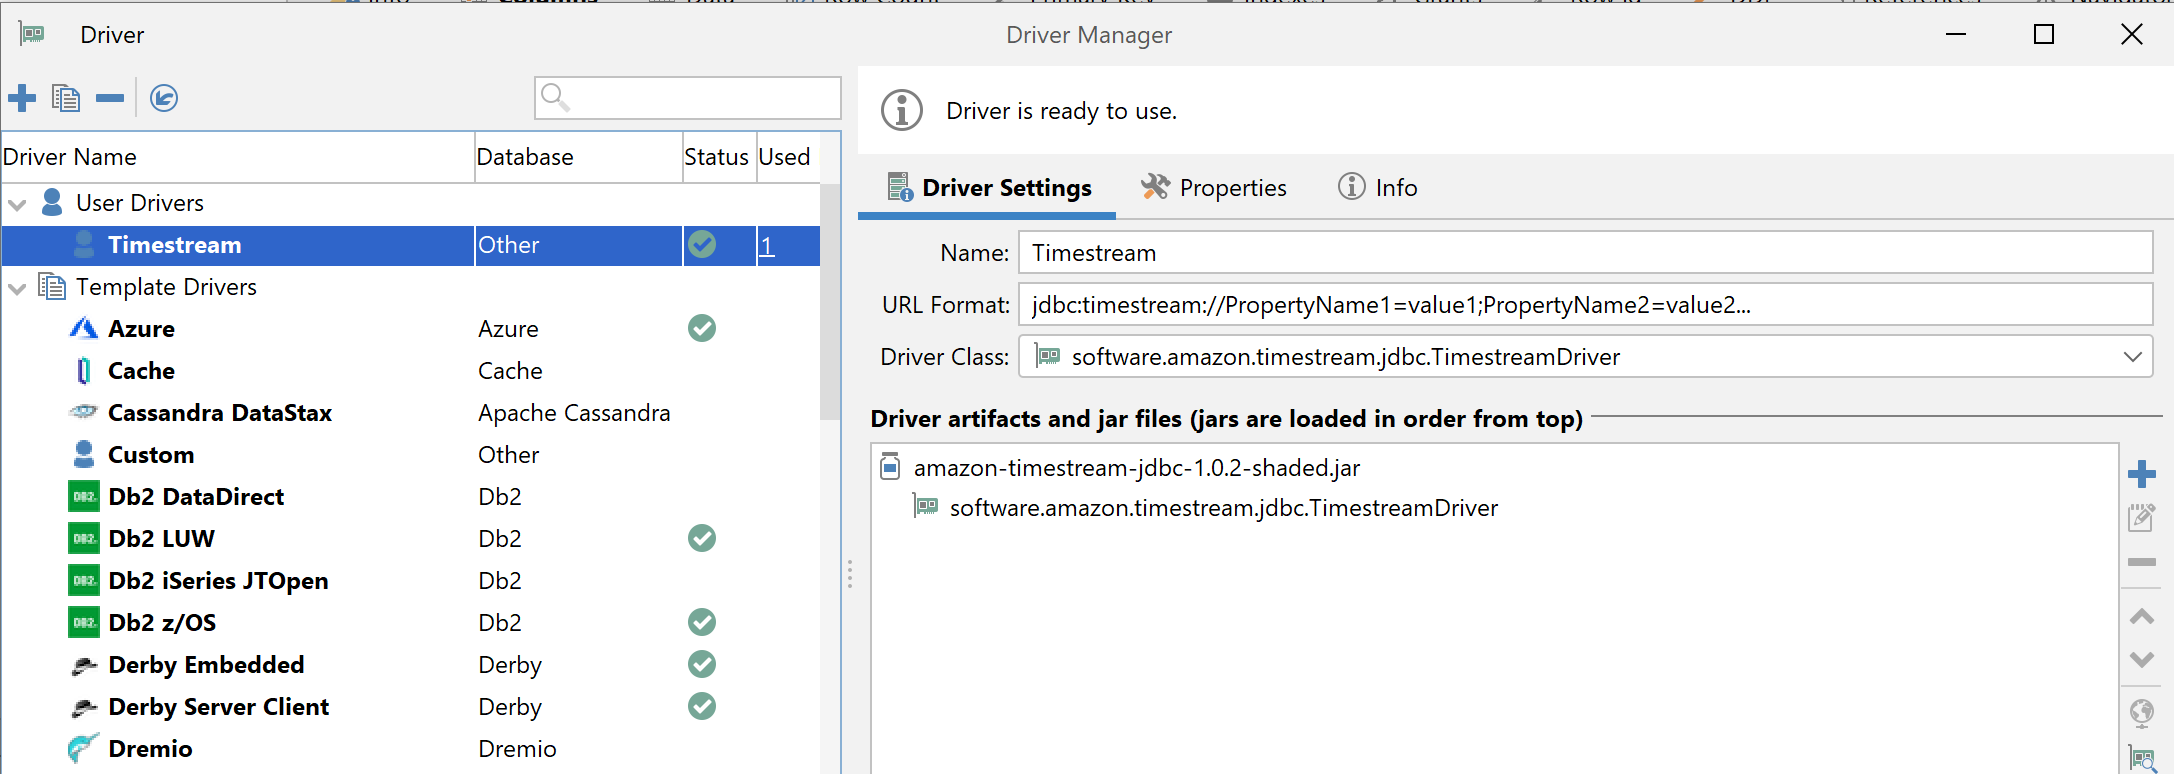 Driver
Driver Manager
Driver Name Database Status Used
User Drivers
Timestream Other 1
Template Drivers
Azure Azure
Cache Cache
Cassandra DataStax Apache Cassandra
Custom Other
Db2 DataDirect Db2
Db2 LUW Db2
Db2 iSeries JTOpen Db2
Db2 z/OS Db2
Derby Embedded Derby
Derby Server Client Derby
Dremio Dremio
Driver is ready to use.
Driver Settings Properties Info
Name: Timestream
URL Format: jdbc:timestream://PropertyName1=value1;PropertyName2=value2...
Driver Class: software.amazon.timestream.jdbc.TimestreamDriver
Driver artifacts and jar files (jars are loaded in order from top)
amazon-timestream-jdbc-1.0.2-shaded.jar
software.amazon.timestream.jdbc.TimestreamDriver